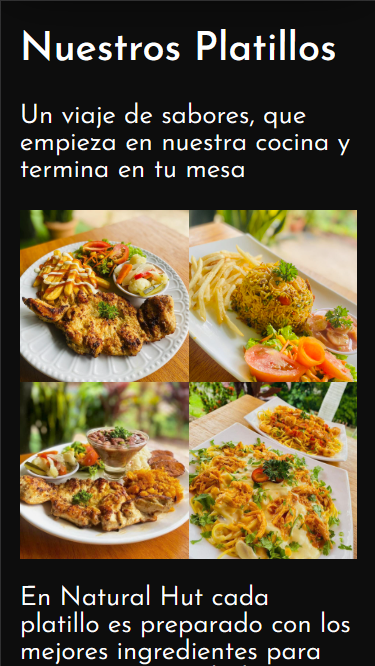 Nuestros Platillos
Un viaje de sabores, que
empieza en nuestra cocina y
termina en tu mesa
En Natural Hut cada
platillo es preparado con los
mejores ingredientes para